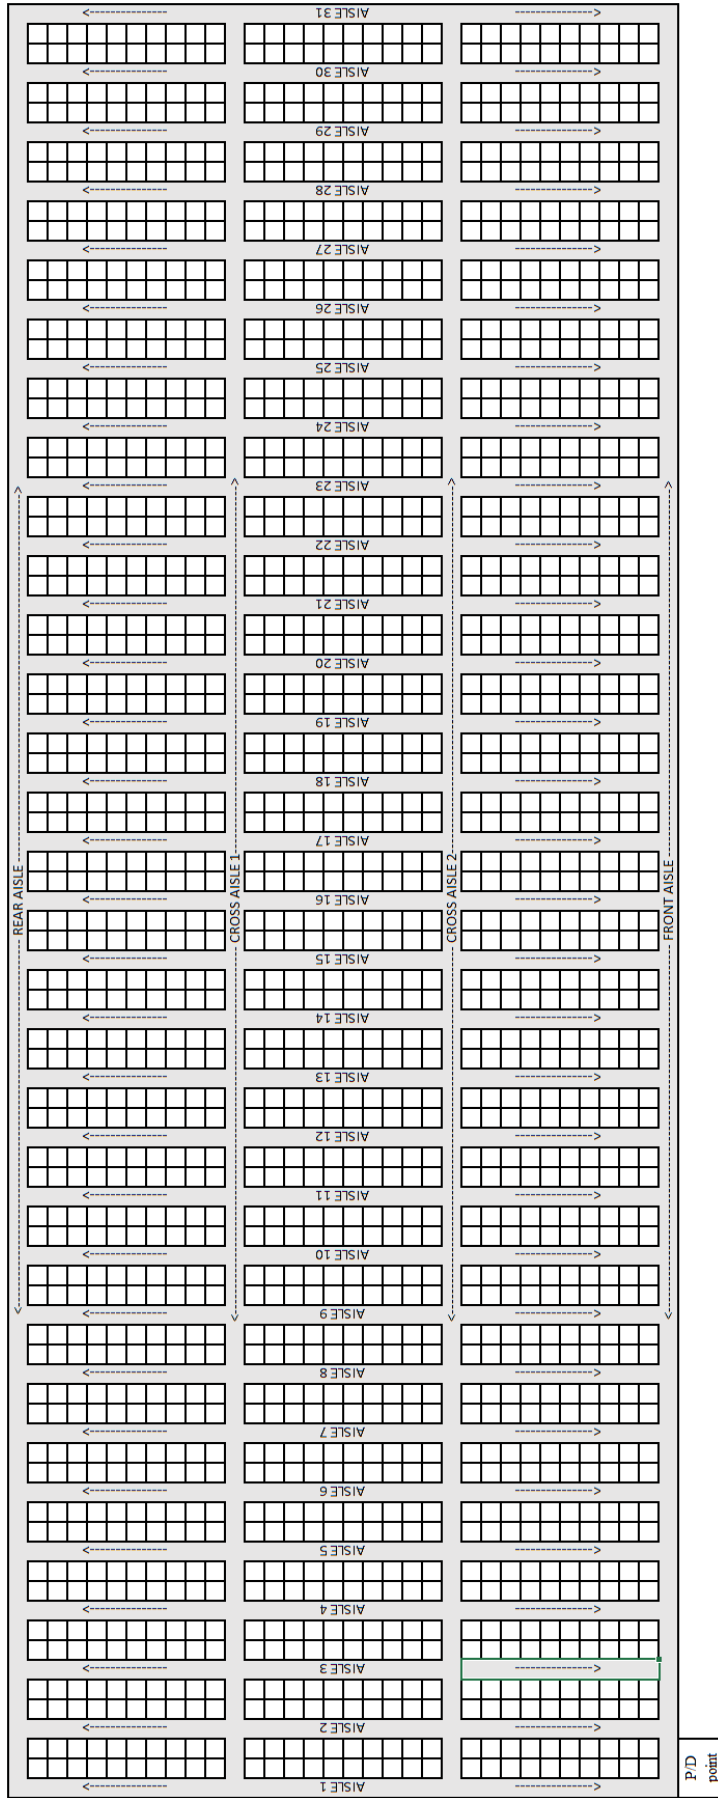 AISLE 31
AISLE 30
AISLE 29
AISLE 28
AISLE 27
AISLE 26
AISLE 25
AISLE 24
AISLE 23
AISLE 22
AISLE 21
AISLE 20
AISLE 19
AISLE 18
AISLE 17
REAR AISLE
CROSS AISLE 1
CROSS AISLE 2
FRONT AISLE
AISLE 16
AISLE 15
AISLE 14
AISLE 13
AISLE 12
AISLE 11
AISLE 10
AISLE 9
AISLE 8
AISLE 7
AISLE 6
AISLE 5
AISLE 4
AISLE 3
AISLE 2
AISLE 1
P/D
point